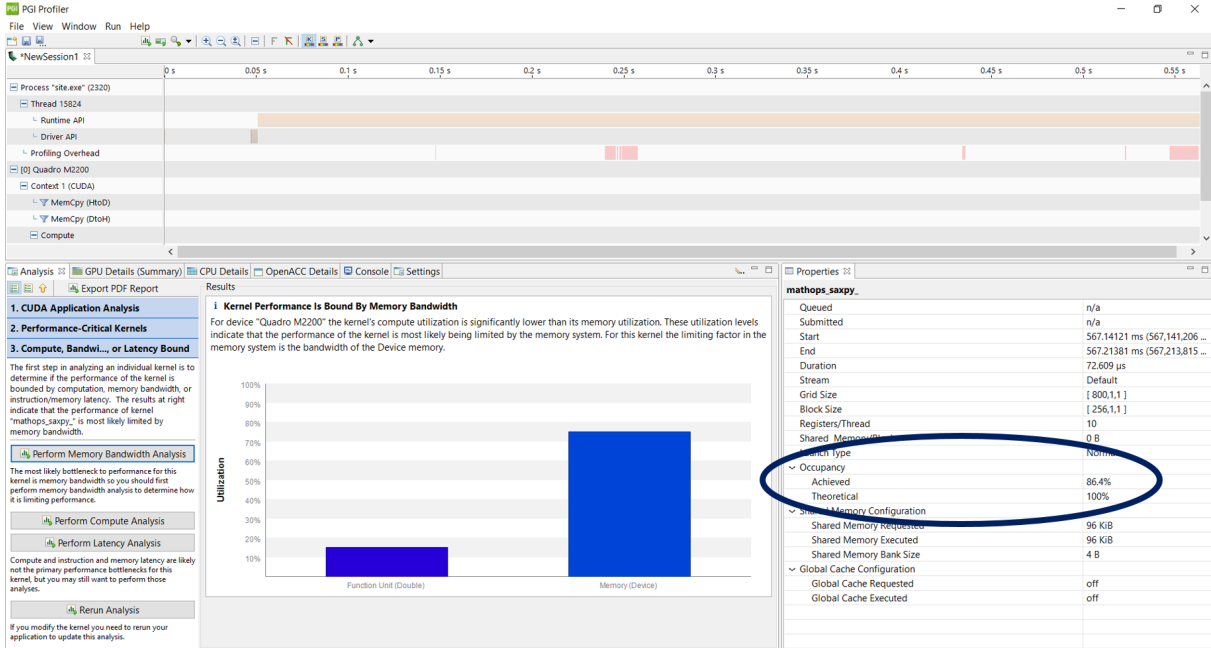 PGI PGI Profiler
File View Window Run Help
*NewSession1
0 s 0.05 s 0.1 s 0.15 s 0.2 s 0.25 s 0.3 s 0.35 s 0.4 s 0.45 s 0.5 s 0.55 s
Process "site.exe" (2320)
Thread 15824
Runtime API
Driver API
Profiling Overhead
[0] Quadro M2200
Context 1 (CUDA)
MemCpy (HtoD)
MemCpy (DtoH)
Compute
Analysis GPU Details (Summary) CPU Details OpenACC Details Console Settings
Export PDF Report
1. CUDA Application Analysis
2. Performance-Critical Kernels
3. Compute, Bandwi..., or Latency Bound
The first step in analyzing an individual kernel is to
determine if the performance of the kernel is
bounded by computation, memory bandwidth, or
instruction/memory latency. The results at right
indicate that the performance of kernel
"mathops_saxpy_" is most likely limited by
memory bandwidth.
Perform Memory Bandwidth Analysis
The most likely bottleneck to performance for this
kernel is memory bandwidth so you should first
perform memory bandwidth analysis to determine how
it is limiting performance.
Perform Compute Analysis
Perform Latency Analysis
Compute and instruction and memory latency are likely
not the primary performance bottlenecks for this
kernel, but you may still want to perform those
analyses.
Rerun Analysis
If you modify the kernel you need to rerun your
application to update this analysis.
Results
i Kernel Performance Is Bound By Memory Bandwidth
For device "Quadro M2200" the kernel's compute utilization is significantly lower than its memory utilization. These utilization levels
indicate that the performance of the kernel is most likely being limited by the memory system. For this kernel the limiting factor in the
memory system is the bandwidth of the Device memory.
Utilization
100%
90%
80%
70%
60%
50%
40%
30%
20%
10%
Function Unit (Double) Memory (Device)
Properties
mathops_saxpy_
Queued n/a
Submitted n/a
Start 567.14121 ms (567,141,206 ...
End 567.21381 ms (567,213,815 ...
Duration 72.609 µs
Stream Default
Grid Size [ 800,1,1 ]
Block Size [ 256,1,1 ]
Registers/Thread 10
Shared 0 B
Launch Type
Occupancy
Achieved 86.4%
Theoretical 100%
Shared Memory Configuration
Shared Memory Requested 96 KiB
Shared Memory Executed 96 KiB
Shared Memory Bank Size 4 B
Global Cache Configuration
Global Cache Requested off
Global Cache Executed off